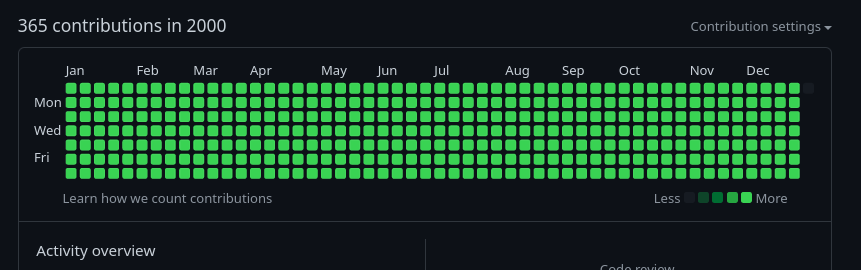 365 contributions in 2000
Contribution settings
Jan Feb Mar Apr May Jun Jul Aug Sep Oct Nov Dec
Mon
Wed
Fri
Learn how we count contributions
Less More
Activity overview
Code review